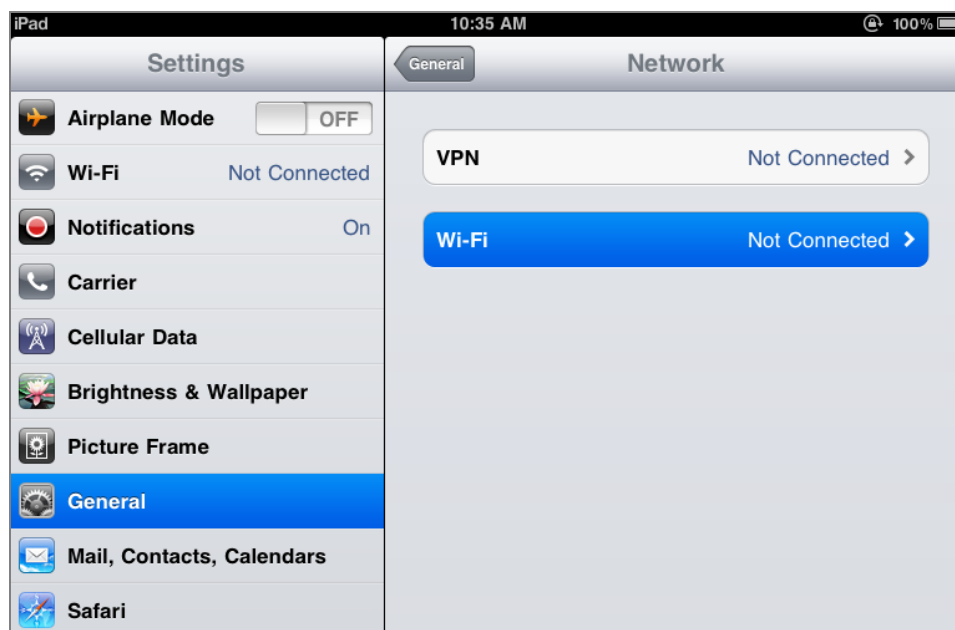 iPad 10:35 AM 100%
Settings
Airplane Mode OFF
Wi-Fi Not Connected
Notifications On
Carrier
Cellular Data
Brightness & Wallpaper
Picture Frame
General
Mail, Contacts, Calendars
Safari
General Network
VPN Not Connected
Wi-Fi Not Connected